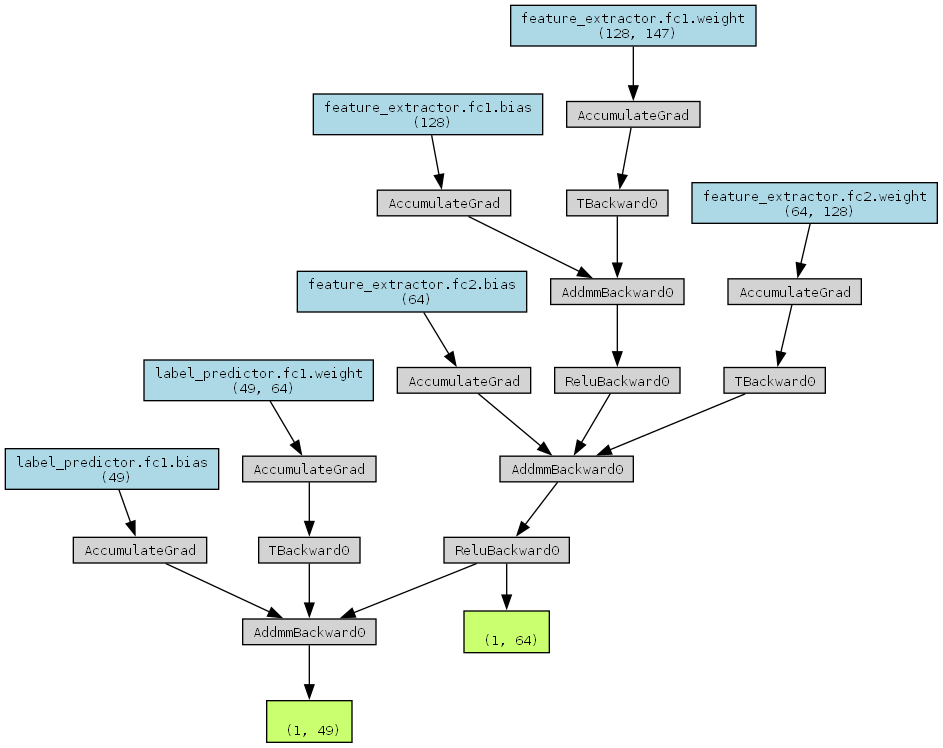 feature_extractor.fc1.weight
(128, 147)
feature_extractor.fc1.bias
(128)
AccumulateGrad
feature_extractor.fc2.weight
(64, 128)
AccumulateGrad
TBackward0
feature_extractor.fc2.bias
(64)
AddmmBackward0
AccumulateGrad
label_predictor.fc1.weight
(49, 64)
AccumulateGrad
ReluBackward0
TBackward0
label_predictor.fc1.bias
(49)
AccumulateGrad
AddmmBackward0
AccumulateGrad
TBackward0
ReluBackward0
AddmmBackward0
(1, 64)
(1, 49)